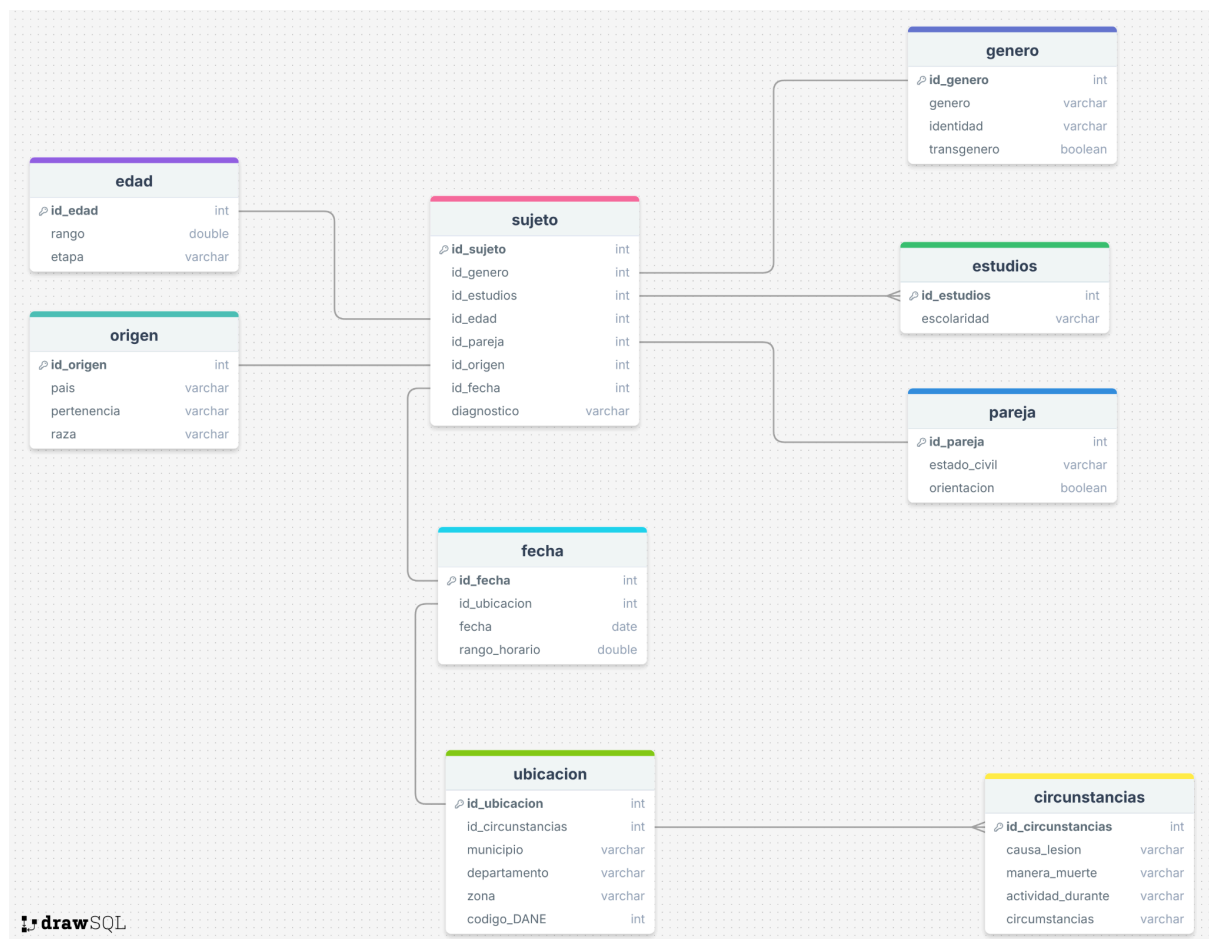 genero
id_genero int
genero varchar
identidad varchar
transgenero boolean
edad
id_edad int
rango double
etapa varchar
sujeto
id_sujeto int
id_genero int
id_estudios int
id_edad int
id_pareja int
id_origen int
id_fecha int
diagnostico varchar
estudios
id_estudios int
escolaridad varchar
origen
id_origen int
pais varchar
pertenencia varchar
raza varchar
pareja
id_pareja int
estado_civil varchar
orientacion boolean
fecha
id_fecha int
id_ubicacion int
fecha date
rango_horario double
ubicacion
id_ubicacion int
id_circunstancias int
municipio varchar
departamento varchar
zona varchar
codigo_DANE int
circunstancias
id_circunstancias int
causa_lesion varchar
manera_muerte varchar
actividad_durante varchar
circumstancias varchar
drawSQL